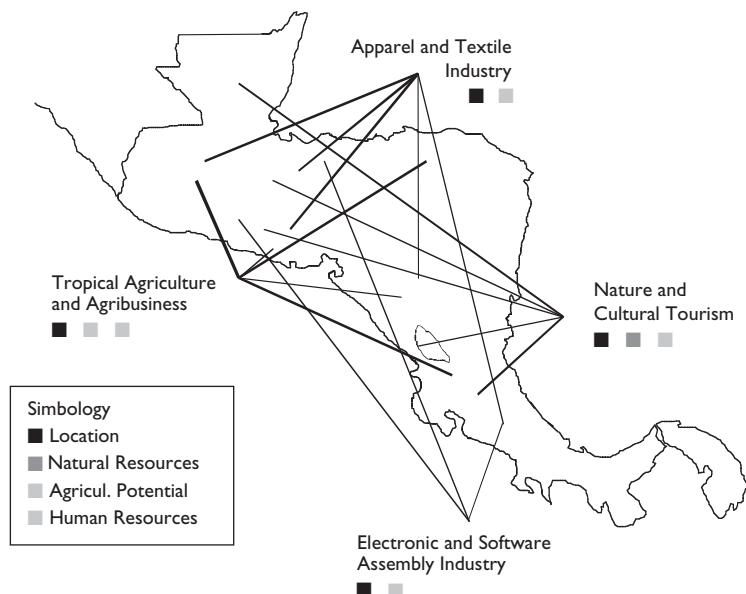 Apparel and Textile
Industry
Tropical Agriculture
and Agribusiness
Nature and
Cultural Tourism
Simbology
Location
Natural Resources
Agricul. Potential
Human Resources
Electronic and Software
Assembly Industry